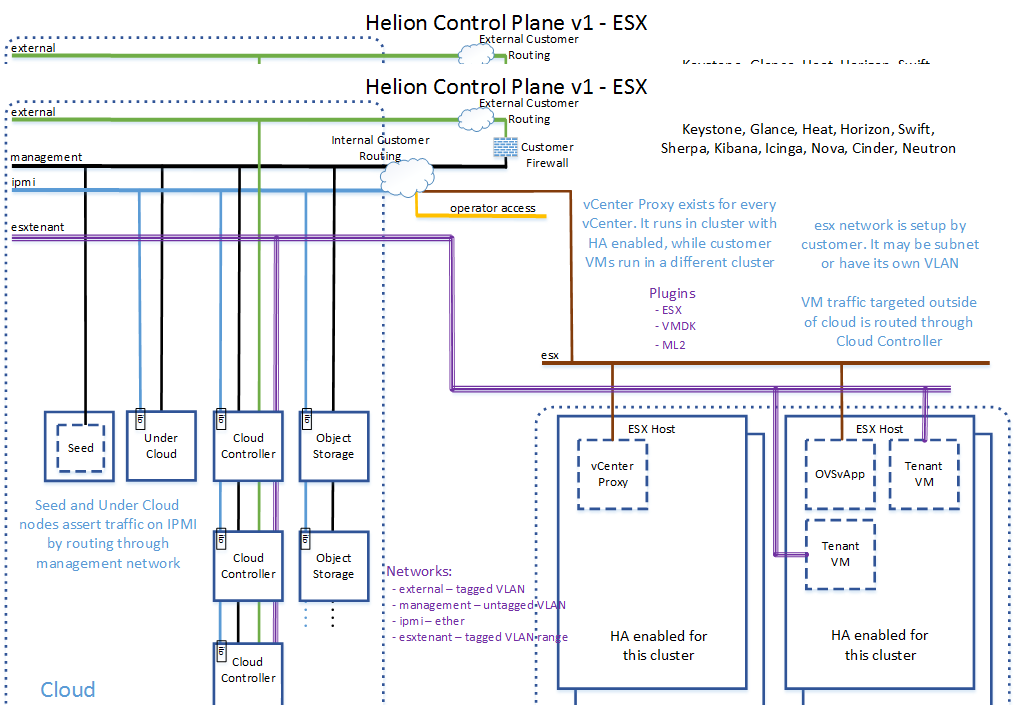 Helion Control Plane v1 - ESX
External Customer
Routing
external
Keystone, Glance, Heat, Horizon, Swift,
Helion Control Plane v1 - ESX
External Customer
Routing
external
Keystone, Glance, Heat, Horizon, Swift,
Sherpa, Kibana, Icinga, Nova, Cinder, Neutron
Internal Customer
Routing
Customer
Firewall
management
ipmi
operator access
esxtenant
vCenter Proxy exists for every
vCenter. It runs in cluster with
HA enabled, while customer
VMs run in a different cluster
esx network is setup by
customer. It may be subnet
or have its own VLAN
Plugins
- ESX
- VMDK
- ML2
VM traffic targeted outside
of cloud is routed through
Cloud Controller
esx
Seed
Under
Cloud
ilo
Cloud
Controller
ilo
Object
Storage
ilo
ESX Host
vCenter
Proxy
ESX Host
OVSvApp
Tenant
VM
Tenant
VM
Seed and Under Cloud
nodes assert traffic on IPMI
by routing through
management network
Cloud
Controller
ilo
Object
Storage
ilo
Networks:
- external – tagged VLAN
- management – untagged VLAN
- ipmi – ether
- esxtenant – tagged VLAN range
HA enabled for
this cluster
HA enabled for
this cluster
Cloud
Controller
ilo
Cloud